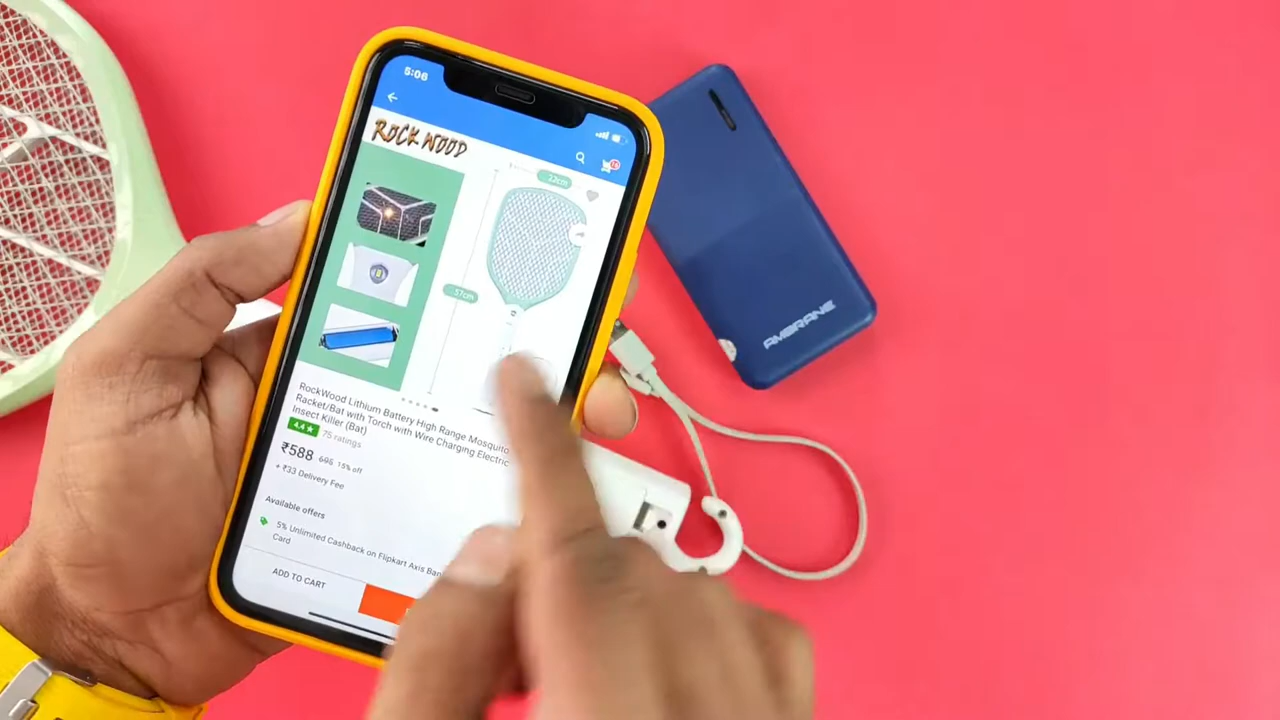 5:06
ROCK WOOD
22cm
57cm
RockWood Lithium Battery High Range Mosquito
Racket/Bat with Torch with Wire Charging Electric
Insect Killer (Bat)
4.4 ★
75 ratings
₹588 695 15% off
+ ₹33 Delivery Fee
Available offers
5% Unlimited Cashback on Flipkart Axis Bank
Card
ADD TO CART
AMBRANE